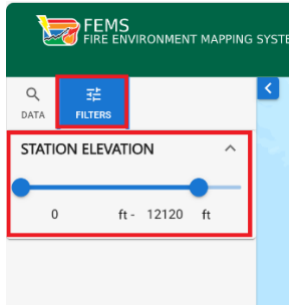 FEMS
FIRE ENVIRONMENT MAPPING SYSTE
DATA
FILTERS
STATION ELEVATION
0 ft - 12120 ft